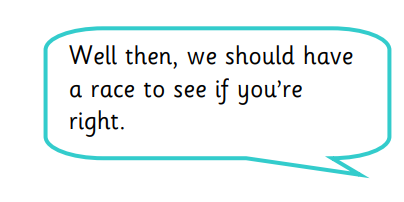 Well then, we should have
a race to see if you’re
right.